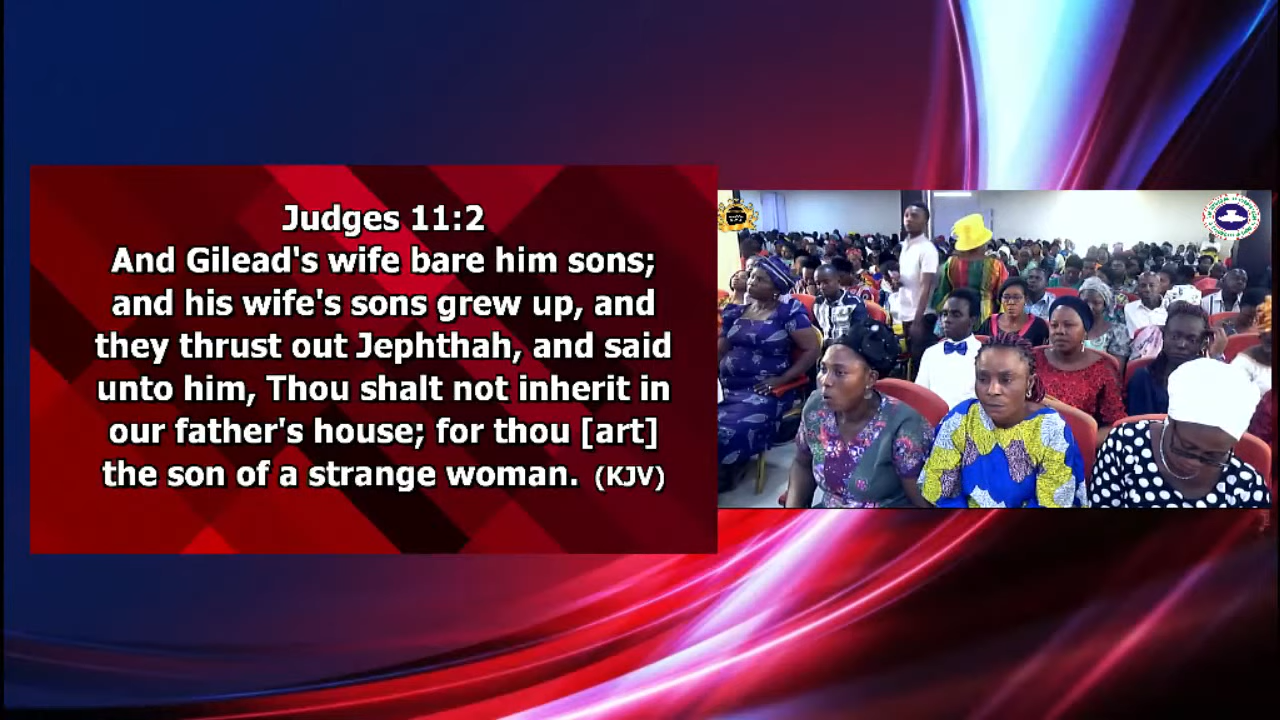 Judges 11:2
And Gilead's wife bare him sons;
and his wife's sons grew up, and
they thrust out Jephthah, and said
unto him, Thou shalt not inherit in
our father's house; for thou [art]
the son of a strange woman. (KJV)